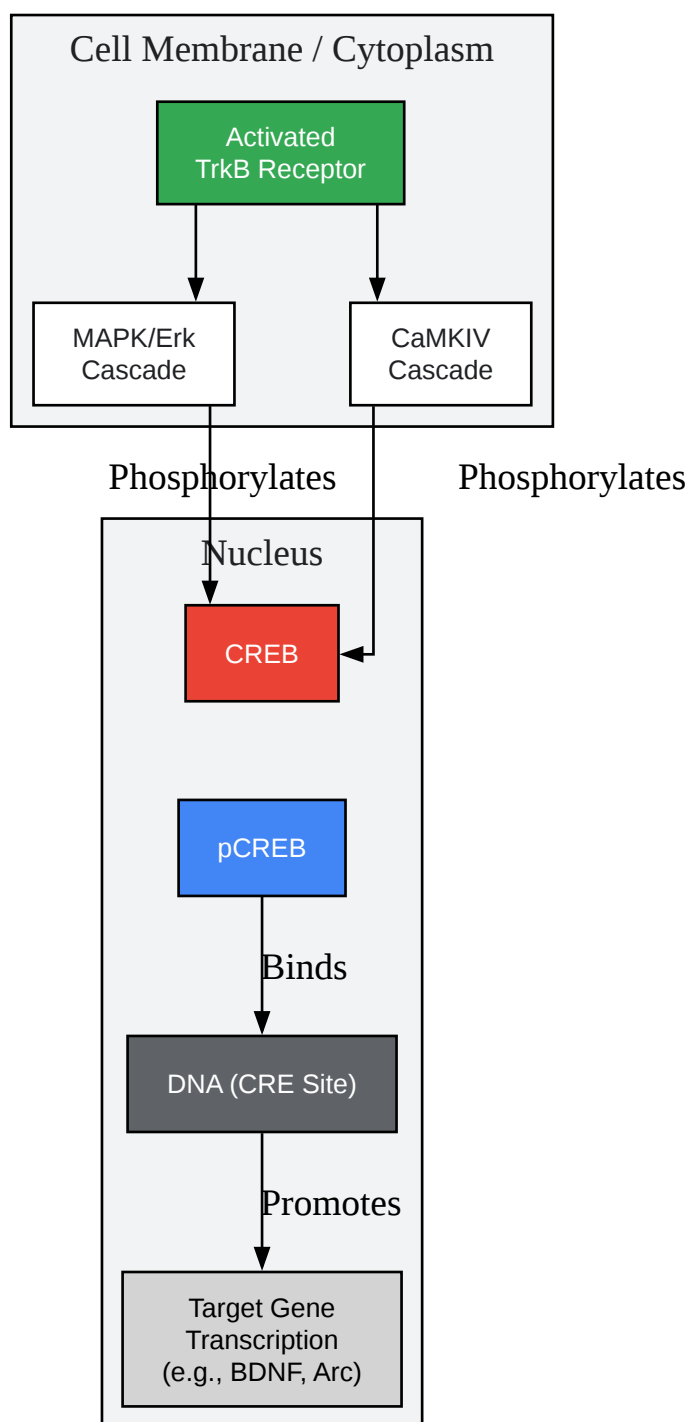 Cell Membrane / Cytoplasm
Activated
TrkB Receptor
MAPK/Erk
Cascade
CaMKIV
Cascade
Phosphorylates
Phosphorylates
Nucleus
CREB
pCREB
Binds
DNA (CRE Site)
Promotes
Target Gene
Transcription
(e.g., BDNF, Arc)